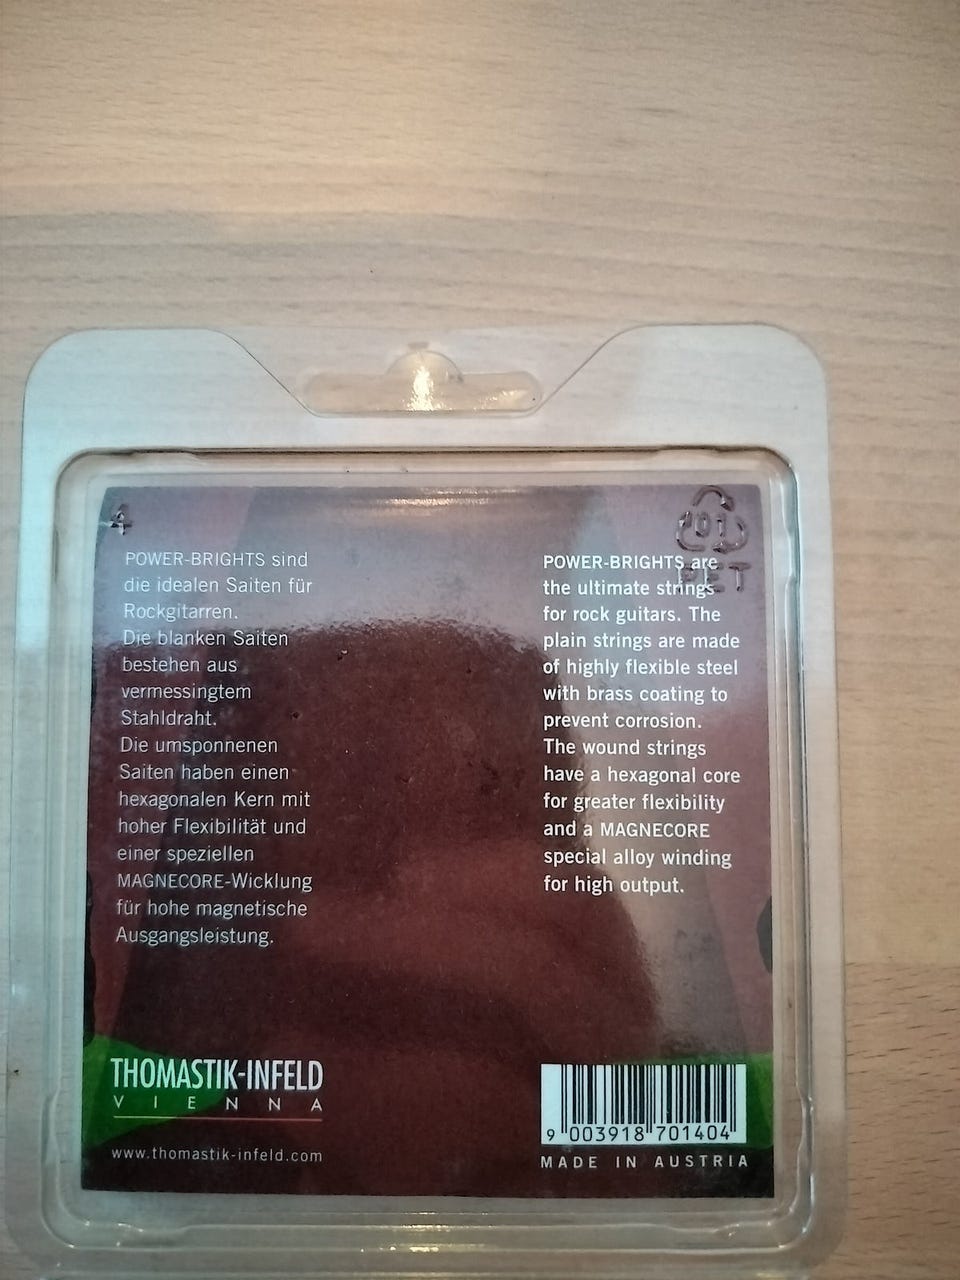 4
01
PET
POWER-BRIGHTS sind
die idealen Saiten für
Rockgitarren.
Die blanken Saiten
bestehen aus
vermessingtem
Stahldraht.
Die umsponnenen
Saiten haben einen
hexagonalen Kern mit
hoher Flexibilität und
einer speziellen
MAGNECORE-Wicklung
für hohe magnetische
Ausgangsleistung.
POWER-BRIGHTS are
the ultimate strings
for rock guitars. The
plain strings are made
of highly flexible steel
with brass coating to
prevent corrosion.
The wound strings
have a hexagonal core
for greater flexibility
and a MAGNECORE
special alloy winding
for high output.
THOMASTIK-INFELD
VIENNA
www.thomastik-infeld.com
9 003918 701404
MADE IN AUSTRIA